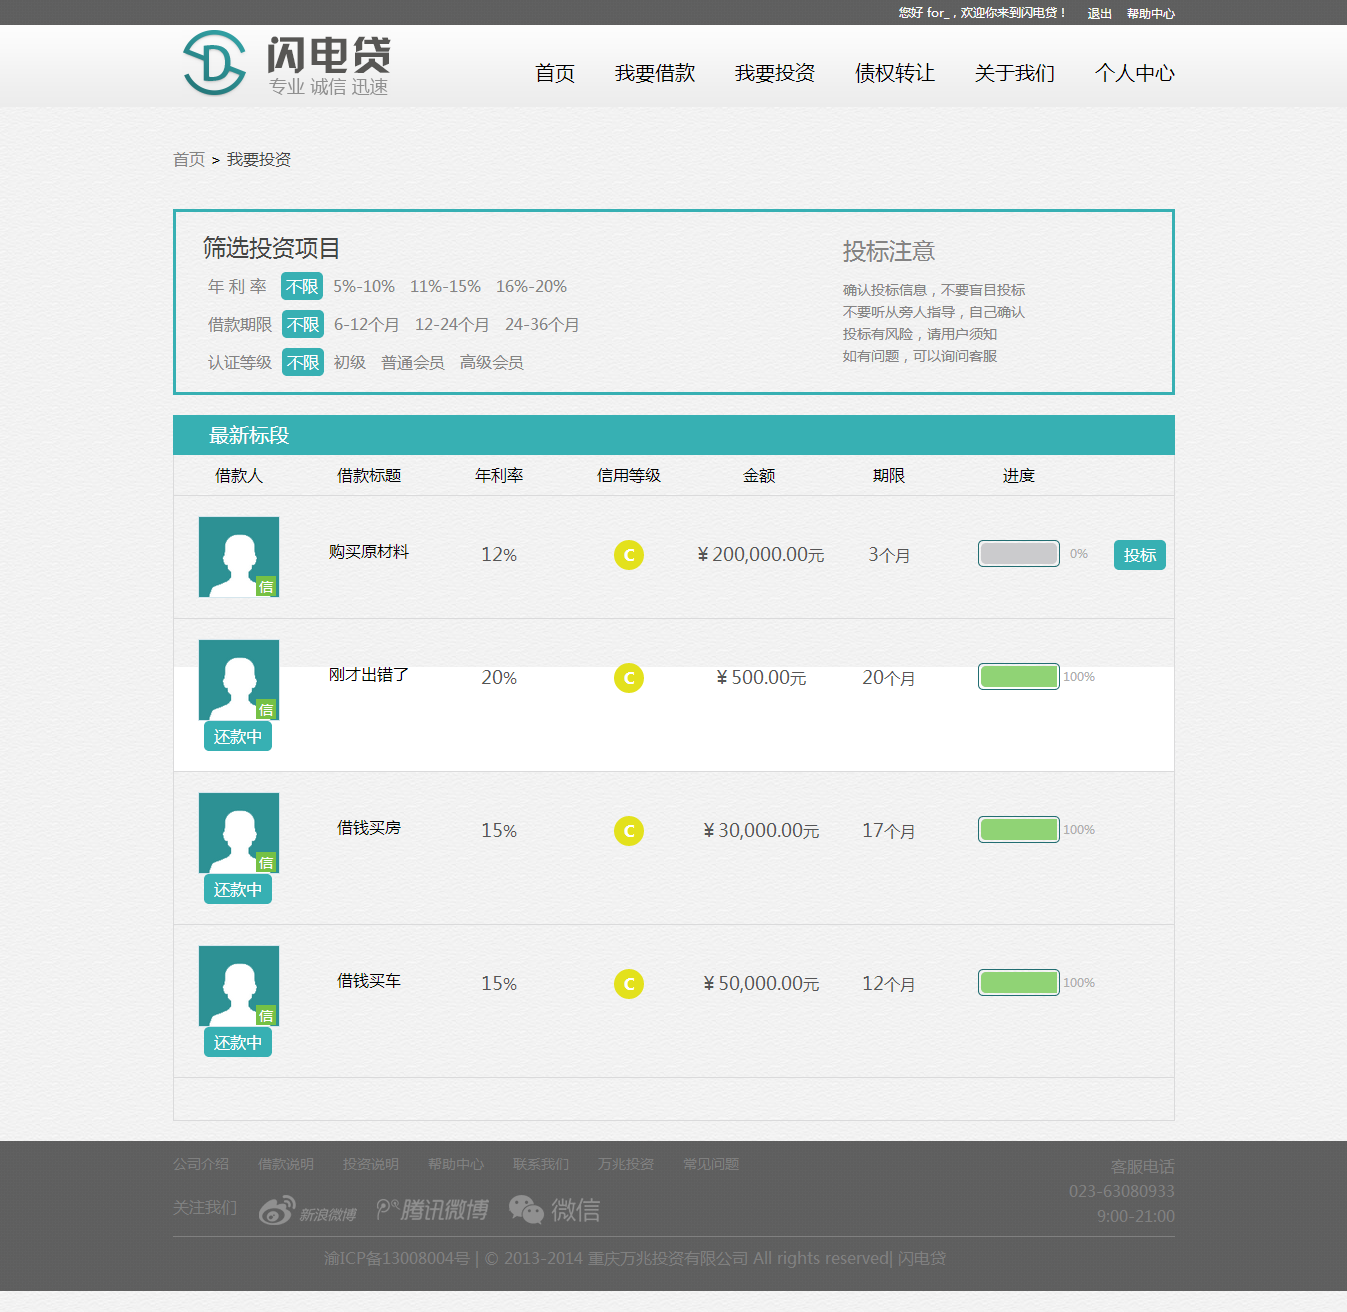 您好 for_ , 欢迎你来到闪电贷！ 退出 帮助中心
闪电贷
专业 诚信 迅速
首页 我要借款 我要投资 债权转让 关于我们 个人中心
首页 > 我要投资
筛选投资项目
年 利 率 不限 5%-10% 11%-15% 16%-20%
借款期限 不限 6-12个月 12-24个月 24-36个月
认证等级 不限 初级 普通会员 高级会员
投标注意
确认投标信息，不要盲目投标
不要听从旁人指导，自己确认
投标有风险，请用户须知
如有问题，可以询问客服
最新标段
借款人 借款标题 年利率 信用等级 金额 期限 进度
信 购买原材料 12% C ¥200,000.00元 3个月 0% 投标
信 刚才出错了 20% C ¥500.00元 20个月 100%
还款中
信 借钱买房 15% C ¥30,000.00元 17个月 100%
还款中
信 借钱买车 15% C ¥50,000.00元 12个月 100%
还款中
公司介绍 借款说明 投资说明 帮助中心 联系我们 万兆投资 常见问题
关注我们 新浪微博 腾讯微博 微信
客服电话
023-63080933
9:00-21:00
渝ICP备13008004号 | © 2013-2014 重庆万兆投资有限公司 All rights reserved| 闪电贷